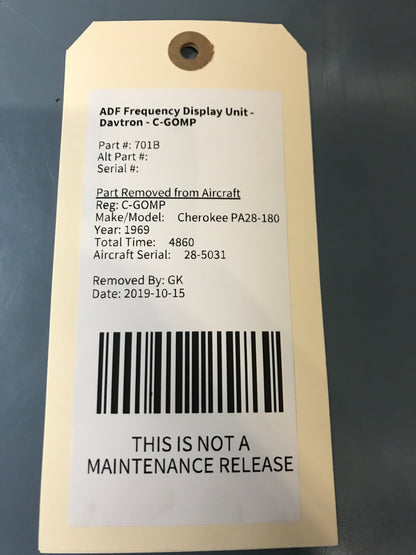 ADF Frequency Display Unit -
Davtron - C-GOMP
Part #: 701B
Alt Part #:
Serial #:
Part Removed from Aircraft
Reg: C-GOMP
Make/Model: Cherokee PA28-180
Year: 1969
Total Time: 4860
Aircraft Serial: 28-5031
Removed By: GK
Date: 2019-10-15
THIS IS NOT A
MAINTENANCE RELEASE